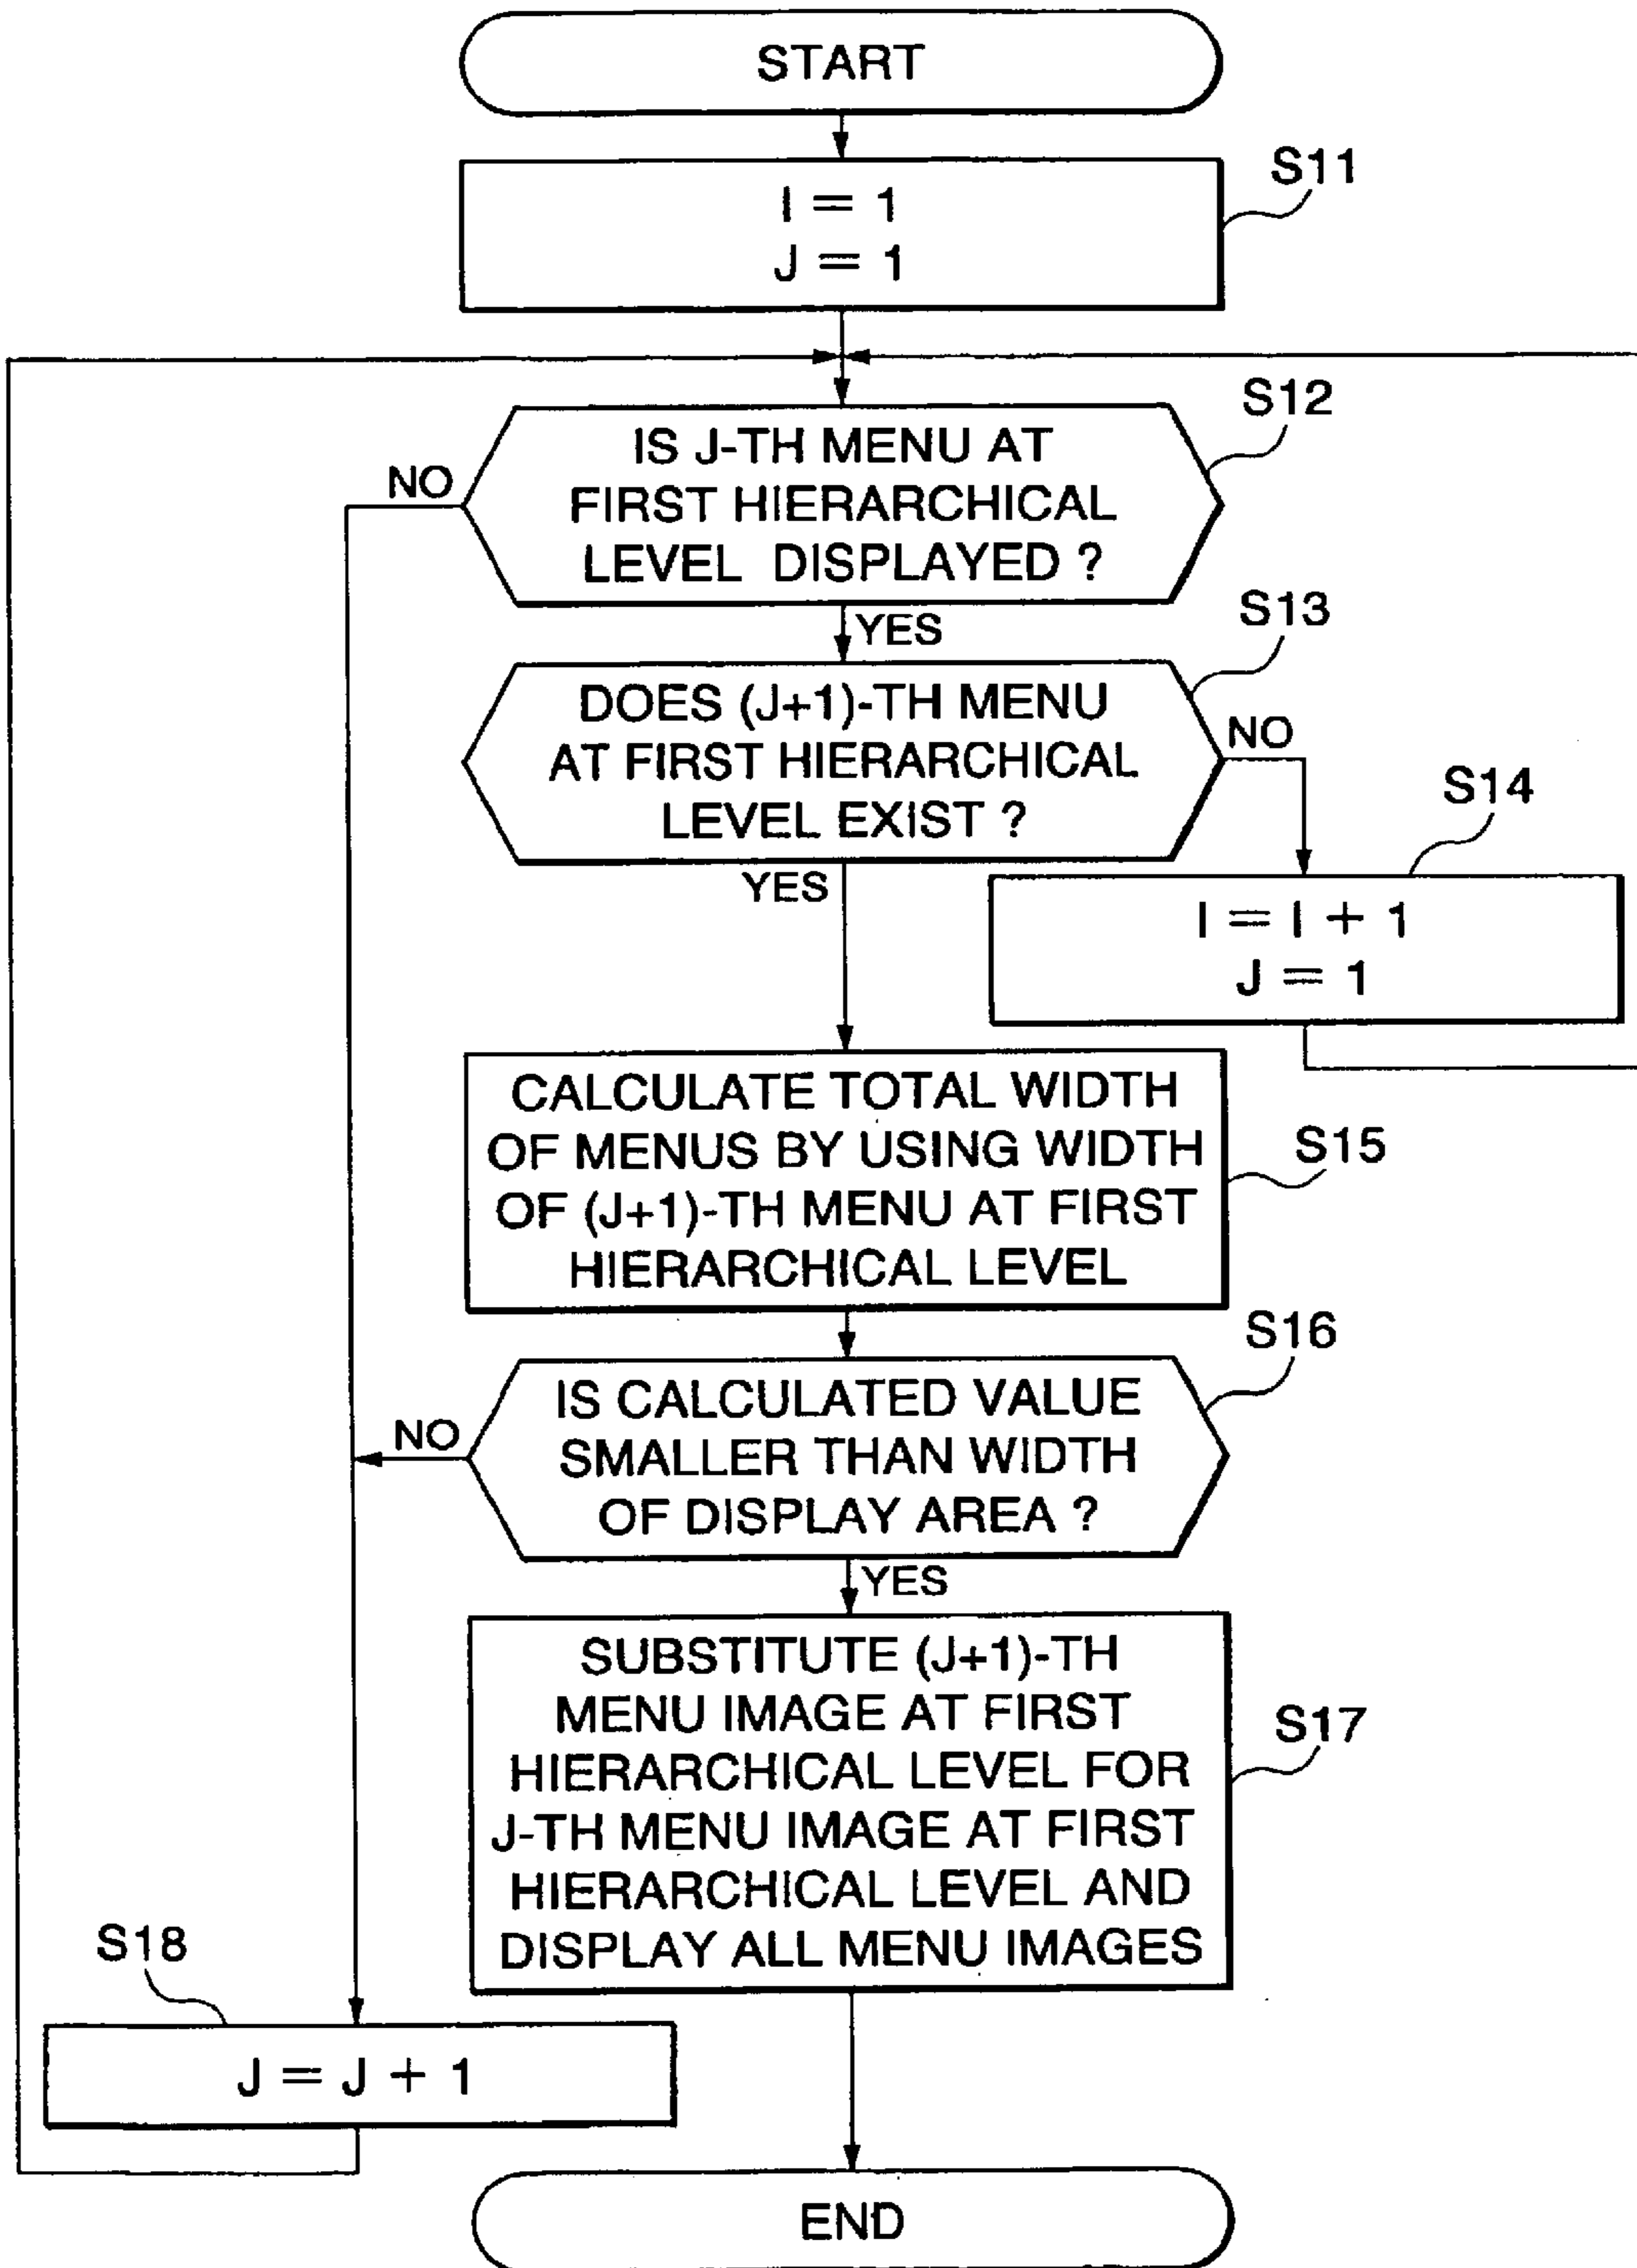 START
S11
I = 1
J = 1
S12
IS J-TH MENU AT
FIRST HIERARCHICAL
LEVEL DISPLAYED ?
NO
YES
S13
DOES (J+1)-TH MENU
AT FIRST HIERARCHICAL
LEVEL EXIST ?
NO
YES
S14
I = I + 1
J = 1
CALCULATE TOTAL WIDTH
OF MENUS BY USING WIDTH
OF (J+1)-TH MENU AT FIRST
HIERARCHICAL LEVEL
S15
S16
IS CALCULATED VALUE
SMALLER THAN WIDTH
OF DISPLAY AREA ?
NO
YES
SUBSTITUTE (J+1)-TH
MENU IMAGE AT FIRST
HIERARCHICAL LEVEL FOR
J-TH MENU IMAGE AT FIRST
HIERARCHICAL LEVEL AND
DISPLAY ALL MENU IMAGES
S17
S18
J = J + 1
END